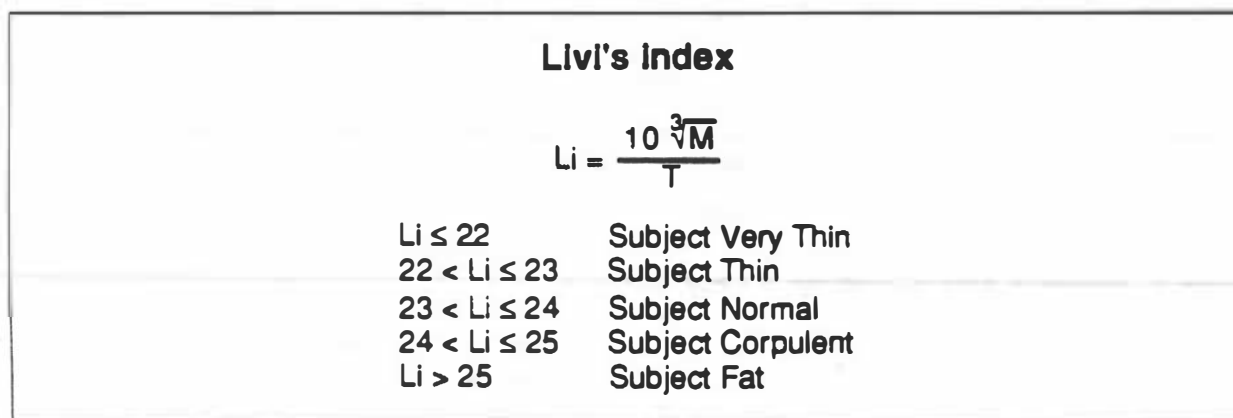 Livi's Index
Li = 10 ∛M / T
Li ≤ 22 Subject Very Thin
22 < Li ≤ 23 Subject Thin
23 < Li ≤ 24 Subject Normal
24 < Li ≤ 25 Subject Corpulent
Li > 25 Subject Fat